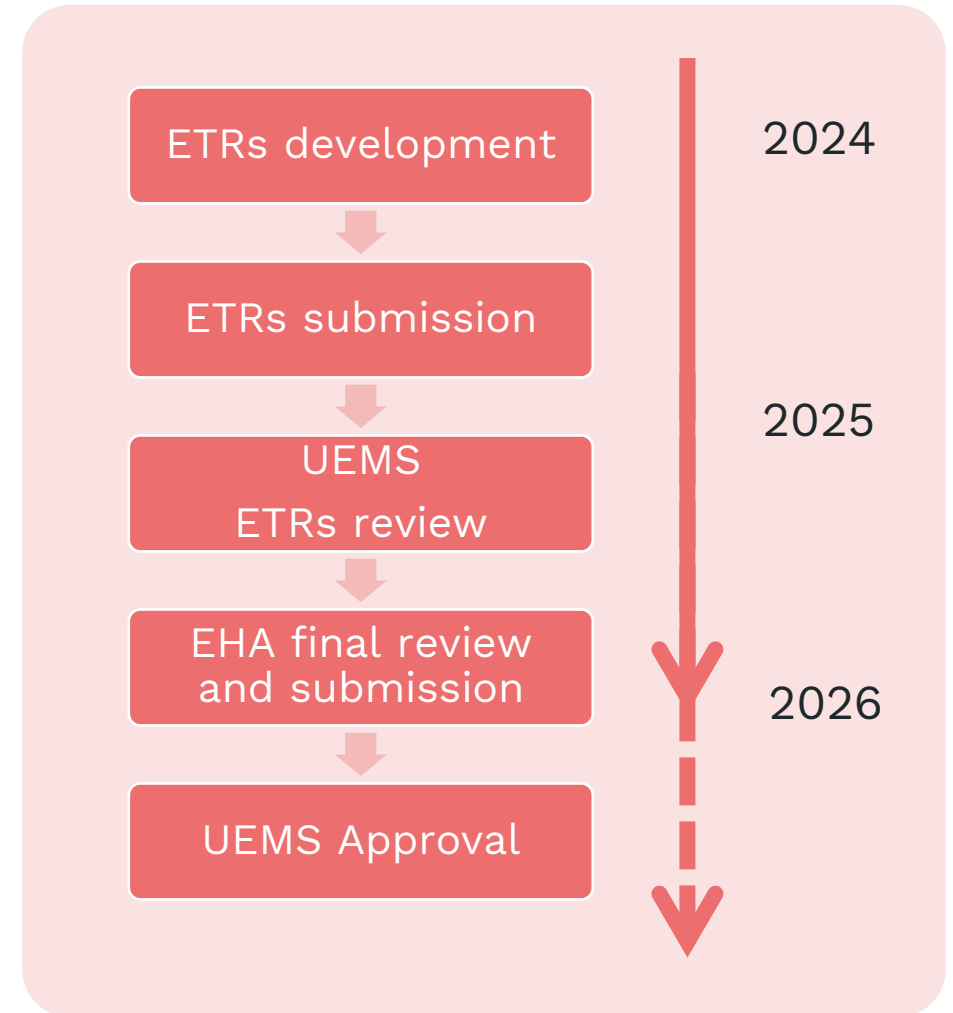 ETRs development
2024
ETRs submission
2025
UEMS
ETRs review
EHA final review
and submission
2026
UEMS Approval